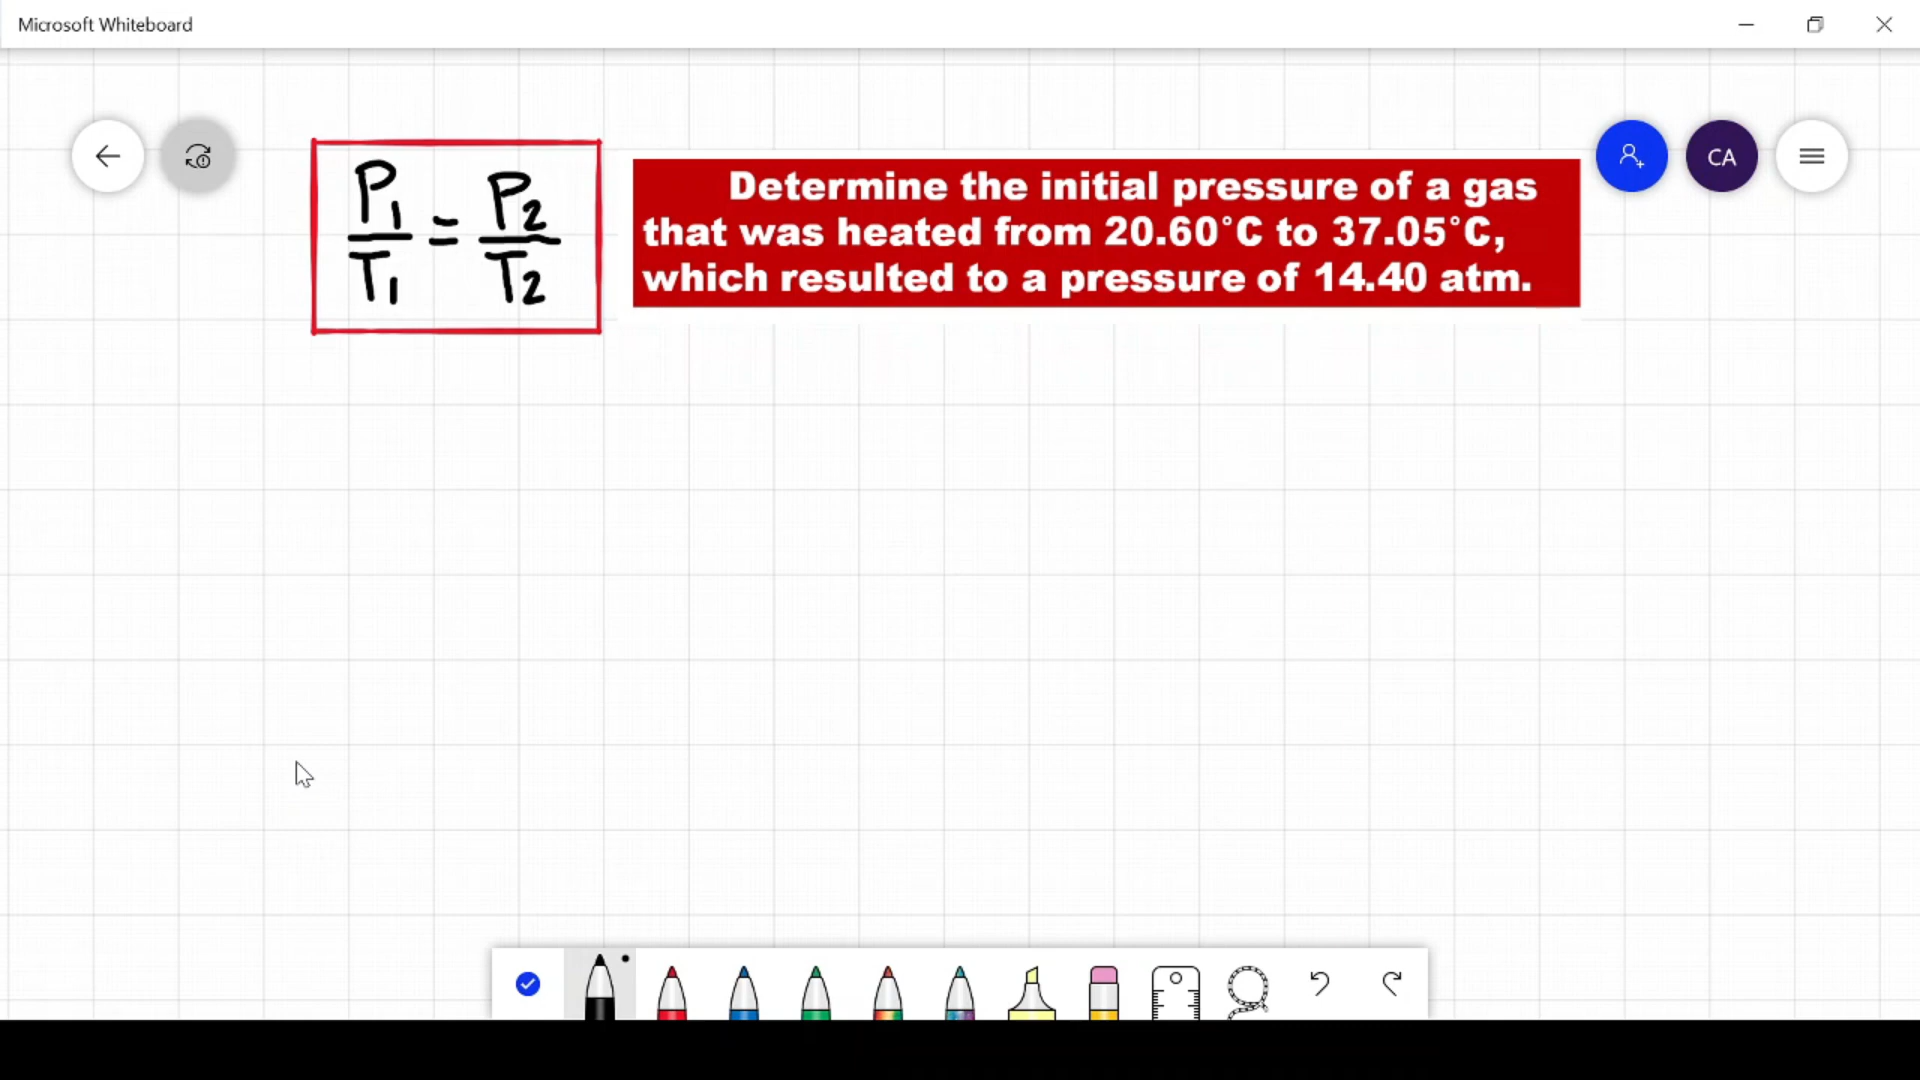 Microsoft Whiteboard
P1/T1 = P2/T2
Determine the initial pressure of a gas
that was heated from 20.60°C to 37.05°C,
which resulted to a pressure of 14.40 atm.
CA